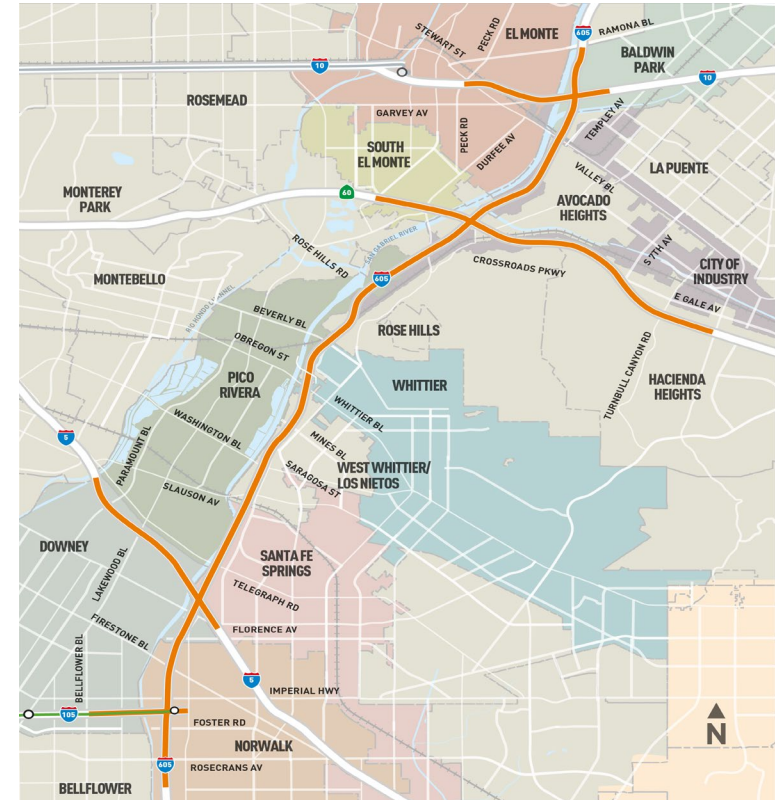 605
RAMONA BL
EL MONTE
PECK RD
STEWART ST
BALDWIN
PARK
10
10
ROSEMEAD
GARVEY AV
TEMPLEY AV
PECK RD
DURFEE AV
SOUTH
EL MONTE
LA PUENTE
VALLEY BL
60
MONTEREY
PARK
AVOCADO
HEIGHTS
SAN GABRIEL RIVER
ROSE HILLS RD
S 7TH AV
CROSSROADS PKWY
CITY OF
INDUSTRY
MONTEBELLO
605
E GALE AV
RIO HONDO CHANNEL
BEVERLY BL
ROSE HILLS
OBREGON ST
TURNBULL CANYON RD
PICO
RIVERA
WHITTIER
HACIENDA
HEIGHTS
WHITTIER BL
WASHINGTON BL
5
PARAMOUNT BL
MINES BL
WEST WHITTIER/
LOS NIETOS
SARAGOSA ST
SLAUSON AV
DOWNEY
SANTA FE
SPRINGS
LAKEWOOD BL
TELEGRAPH RD
FIRESTONE BL
FLORENCE AV
BELLFLOWER BL
5
IMPERIAL HWY
105
FOSTER RD
N
NORWALK
605
ROSECRANS AV
BELLFLOWER